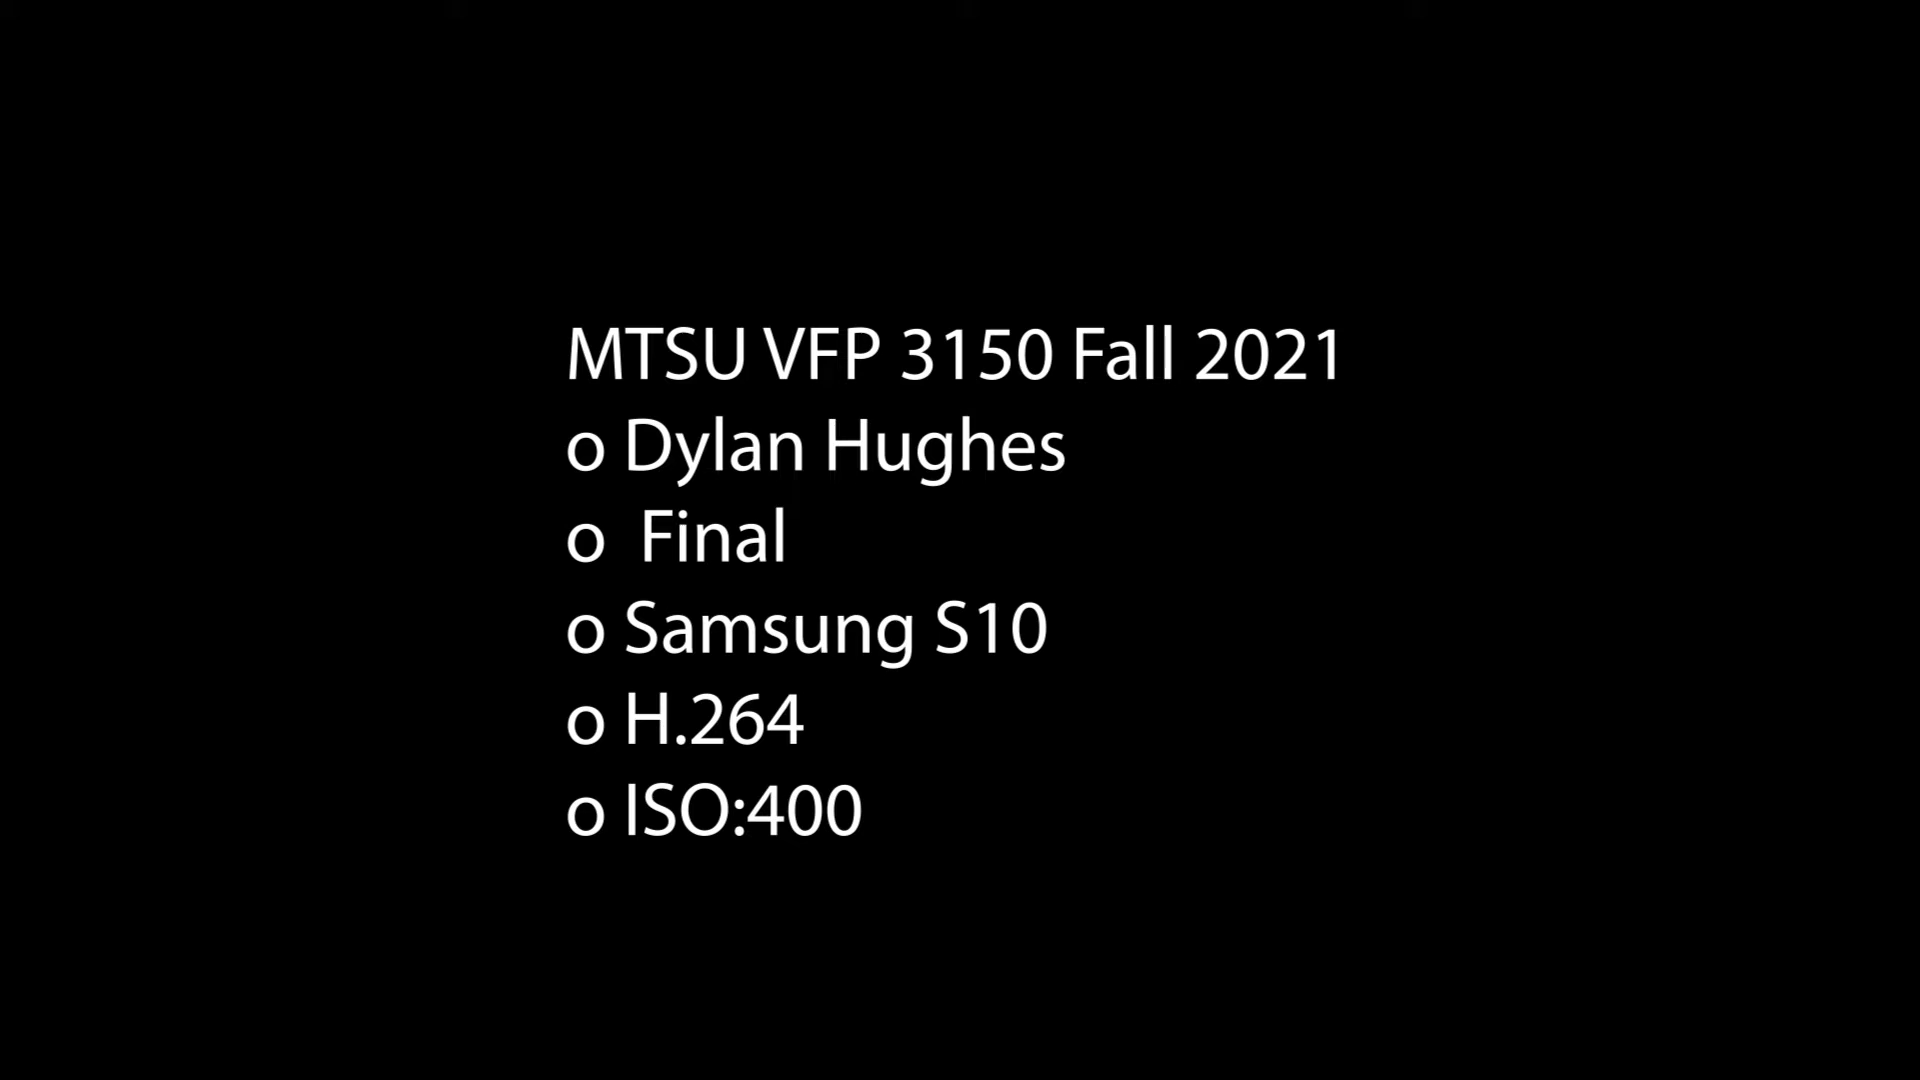 MTSU VFP 3150 Fall 2021
o Dylan Hughes
o  Final
o Samsung S10
o H.264
o ISO:400